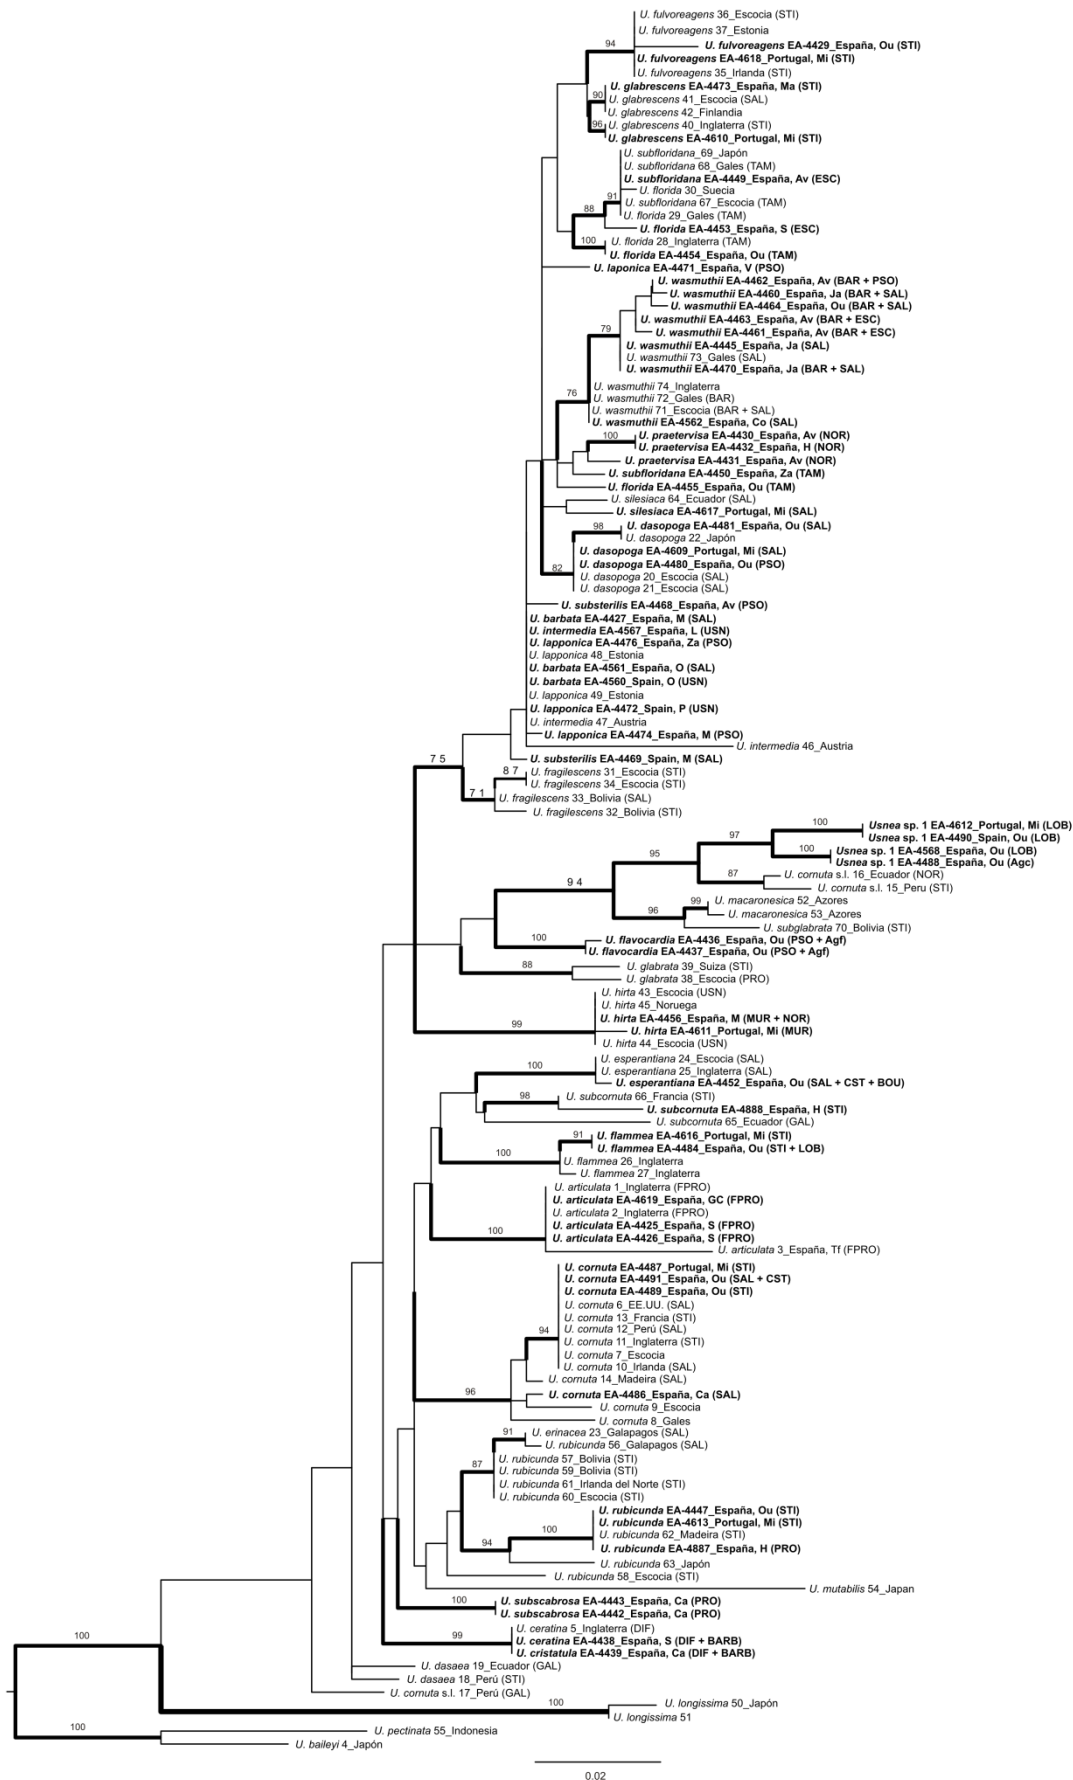 U. fulvoreagens 36_Escocia (STI)
U. fulvoreagens 37_Estonia
94
U. fulvoreagens EA-4429_España, Ou (STI)
U. fulvoreagens EA-4618_Portugal, Mi (STI)
U. fulvoreagens 35_Irlanda (STI)
U. glabrescens EA-4473_España, Ma (STI)
90
U. glabrescens 41_Escocia (SAL)
U. glabrescens 42_Finlandia
96
U. glabrescens 40_Inglaterra (STI)
U. glabrescens EA-4610_Portugal, Mi (STI)
U. subfloridana_69_Japón
U. subfloridana 68_Gales (TAM)
U. subfloridana EA-4449_España, Av (ESC)
U. florida 30_Suecia
91
U. subfloridana 67_Escocia (TAM)
88
U. florida 29_Gales (TAM)
U. florida EA-4453_España, S (ESC)
100
U. florida 28_Inglaterra (TAM)
U. florida EA-4454_España, Ou (TAM)
U. laponica EA-4471_España, V (PSO)
U. wasmuthii EA-4462_España, Av (BAR + PSO)
U. wasmuthii EA-4460_España, Ja (BAR + SAL)
U. wasmuthii EA-4464_España, Ou (BAR + SAL)
U. wasmuthii EA-4463_España, Av (BAR + ESC)
79
U. wasmuthii EA-4461_España, Av (BAR + ESC)
U. wasmuthii EA-4445_España, Ja (SAL)
U. wasmuthii 73_Gales (SAL)
U. wasmuthii EA-4470_España, Ja (BAR + SAL)
76
U. wasmuthii 74_Inglaterra
U. wasmuthii 72_Gales (BAR)
U. wasmuthii 71_Escocia (BAR + SAL)
U. wasmuthii EA-4562_España, Co (SAL)
100
U. praetervisa EA-4430_España, Av (NOR)
U. praetervisa EA-4432_España, H (NOR)
U. praetervisa EA-4431_España, Av (NOR)
U. subfloridana EA-4450_España, Za (TAM)
U. florida EA-4455_España, Ou (TAM)
U. silesiaca 64_Ecuador (SAL)
U. silesiaca EA-4617_Portugal, Mi (SAL)
98
U. dasopoga EA-4481_España, Ou (SAL)
U. dasopoga 22_Japón
U. dasopoga EA-4609_Portugal, Mi (SAL)
82
U. dasopoga EA-4480_España, Ou (PSO)
U. dasopoga 20_Escocia (SAL)
U. dasopoga 21_Escocia (SAL)
U. substerilis EA-4468_España, Av (PSO)
U. barbata EA-4427_España, M (SAL)
U. intermedia EA-4567_España, L (USN)
U. lapponica EA-4476_España, Za (PSO)
U. lapponica 48_Estonia
U. barbata EA-4561_España, O (SAL)
U. barbata EA-4560_Spain, O (USN)
U. lapponica 49_Estonia
U. lapponica EA-4472_Spain, P (USN)
U. intermedia 47_Austria
U. lapponica EA-4474_España, M (PSO)
U. intermedia 46_Austria
75
U. substerilis EA-4469_Spain, M (SAL)
87
U. fragilescens 31_Escocia (STI)
U. fragilescens 34_Escocia (STI)
71
U. fragilescens 33_Bolivia (SAL)
U. fragilescens 32_Bolivia (STI)
100
Usnea sp. 1 EA-4612_Portugal, Mi (LOB)
97
Usnea sp. 1 EA-4490_Spain, Ou (LOB)
100
Usnea sp. 1 EA-4568_España, Ou (LOB)
95
Usnea sp. 1 EA-4488_España, Ou (Agc)
87
U. cornuta s.l. 16_Ecuador (NOR)
94
U. cornuta s.l. 15_Peru (STI)
99
U. macaronesica 52_Azores
96
U. macaronesica 53_Azores
U. subglabrata 70_Bolivia (STI)
100
U. flavocardia EA-4436_España, Ou (PSO + Agf)
U. flavocardia EA-4437_España, Ou (PSO + Agf)
88
U. glabrata 39_Suiza (STI)
U. glabrata 38_Escocia (PRO)
U. hirta 43_Escocia (USN)
U. hirta 45_Noruega
99
U. hirta EA-4456_España, M (MUR + NOR)
U. hirta EA-4611_Portugal, Mi (MUR)
U. hirta 44_Escocia (USN)
U. esperantiana 24_Escocia (SAL)
100
U. esperantiana 25_Inglaterra (SAL)
U. esperantiana EA-4452_España, Ou (SAL + CST + BOU)
98
U. subcornuta 66_Francia (STI)
U. subcornuta EA-4888_España, H (STI)
U. subcornuta 65_Ecuador (GAL)
91
U. flammea EA-4616_Portugal, Mi (STI)
U. flammea EA-4484_España, Ou (STI + LOB)
100
U. flammea 26_Inglaterra
U. flammea 27_Inglaterra
U. articulata 1_Inglaterra (FPRO)
U. articulata EA-4619_España, GC (FPRO)
U. articulata 2_Inglaterra (FPRO)
100
U. articulata EA-4425_España, S (FPRO)
U. articulata EA-4426_España, S (FPRO)
U. articulata 3_España, Tf (FPRO)
U. cornuta EA-4487_Portugal, Mi (STI)
U. cornuta EA-4491_España, Ou (SAL + CST)
U. cornuta EA-4489_España, Ou (STI)
U. cornuta 6_EE.UU. (SAL)
U. cornuta 13_Francia (STI)
94
U. cornuta 12_Perú (SAL)
U. cornuta 11_Inglaterra (STI)
U. cornuta 7_Escocia
U. cornuta 10_Irlanda (SAL)
U. cornuta 14_Madeira (SAL)
96
U. cornuta EA-4486_España, Ca (SAL)
U. cornuta 9_Escocia
U. cornuta 8_Gales
91
U. erinacea 23_Galapagos (SAL)
U. rubicunda 56_Galapagos (SAL)
87
U. rubicunda 57_Bolivia (STI)
U. rubicunda 59_Bolivia (STI)
U. rubicunda 61_Irlanda del Norte (STI)
U. rubicunda 60_Escocia (STI)
U. rubicunda EA-4447_España, Ou (STI)
100
U. rubicunda EA-4613_Portugal, Mi (STI)
94
U. rubicunda 62_Madeira (STI)
U. rubicunda EA-4887_España, H (PRO)
U. rubicunda 63_Japón
U. rubicunda 58_Escocia (STI)
U. mutabilis 54_Japan
100
U. subscabrosa EA-4443_España, Ca (PRO)
U. subscabrosa EA-4442_España, Ca (PRO)
U. ceratina 5_Inglaterra (DIF)
99
U. ceratina EA-4438_España, S (DIF + BARB)
100
U. cristatula EA-4439_España, Ca (DIF + BARB)
U. dasaea 19_Ecuador (GAL)
U. dasaea 18_Perú (STI)
U. cornuta s.l. 17_Perú (GAL)
100
U. longissima 50_Japón
U. longissima 51
100
U. pectinata 55_Indonesia
U. baileyi 4_Japón
0.02